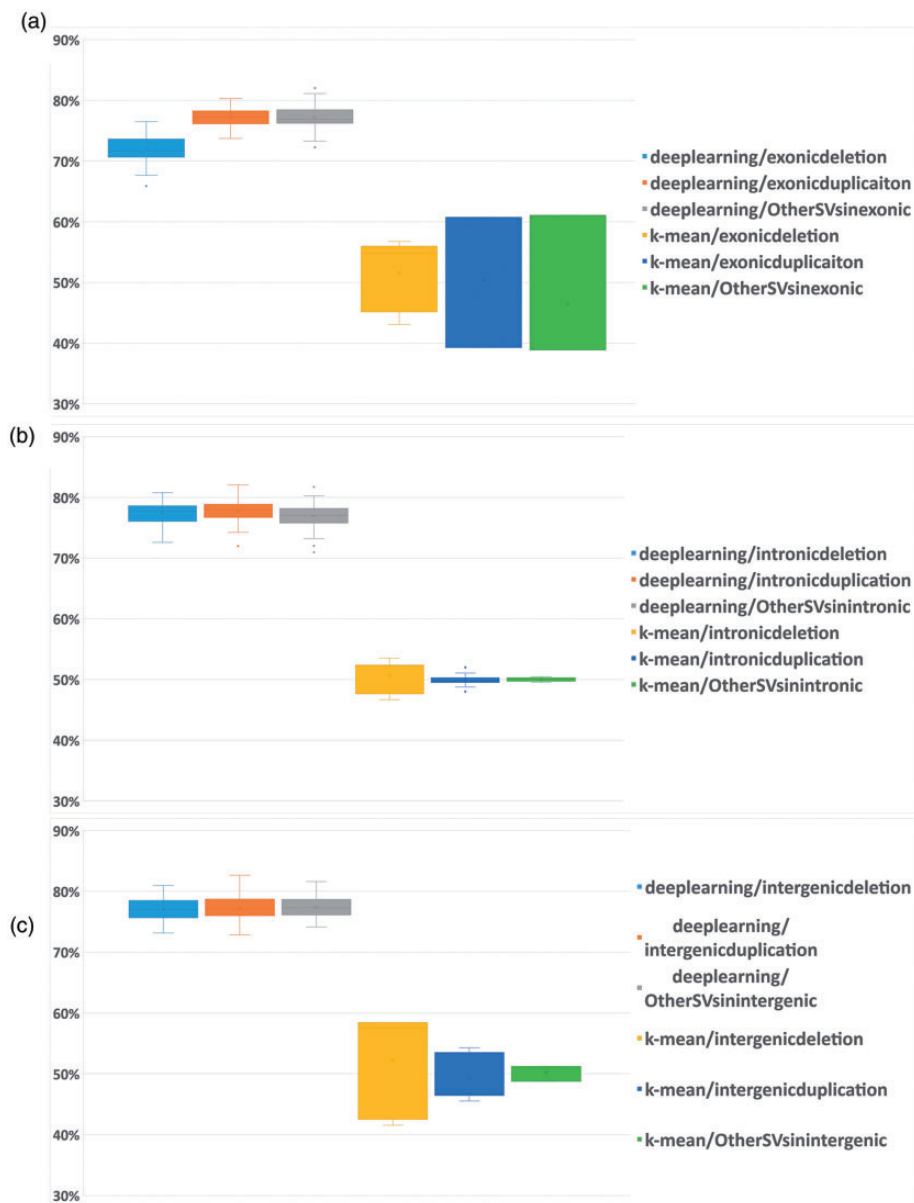 (a)
90%
80%
70%
60%
50%
40%
30%
deeplearning/exonicdeletion
deeplearning/exonicduplicaiton
deeplearning/OtherSVsinexonic
k-mean/exonicdeletion
k-mean/exonicduplicaiton
k-mean/OtherSVsinexonic
(b)
90%
80%
70%
60%
50%
40%
30%
deeplearning/intronicdeletion
deeplearning/intronicduplication
deeplearning/OtherSVsinintronic
k-mean/intronicdeletion
k-mean/intronicduplication
k-mean/OtherSVsinintronic
(c)
90%
80%
70%
60%
50%
40%
30%
deeplearning/intergenicdeletion
deeplearning/
intergenicduplication
deeplearning/
OtherSVsinintergenic
k-mean/intergenicdeletion
k-mean/intergenicduplication
k-mean/OtherSVsinintergenic